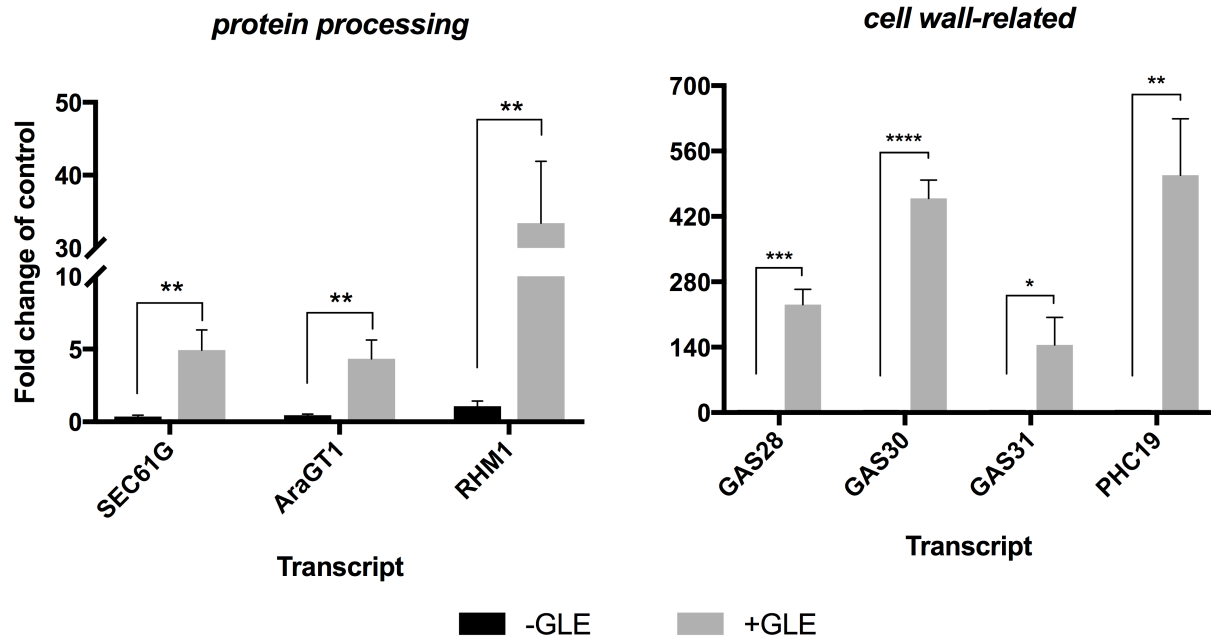 protein processing
cell wall-related
Fold change of control
50
40
30
10
5
0
**
**
**
SEC61G
AraGT1
RHM1
Transcript
700
560
420
280
140
0
***
****
*
**
GAS28
GAS30
GAS31
PHC19
Transcript
-GLE
+GLE